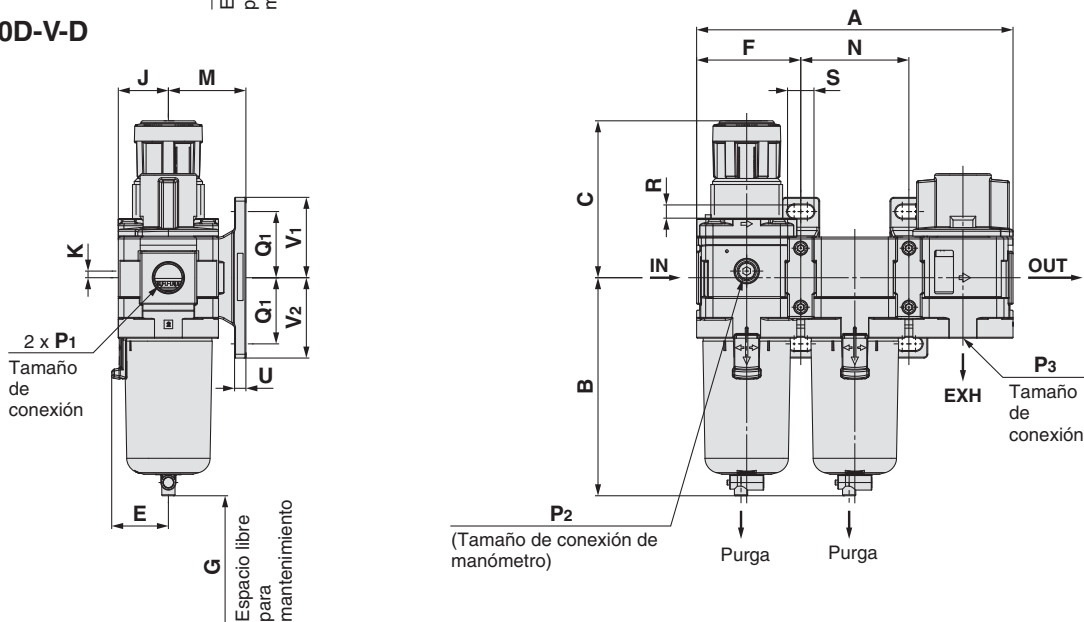 0D-V-D
J
M
K
Q1
V1
Q1
V2
2 x P1
Tamaño
de
conexión
U
E
G
Espacio libre
para
mantenimiento
A
F
N
S
C
R
IN
OUT
B
P3
Tamaño
de
conexión
EXH
P2
(Tamaño de conexión de
manómetro)
Purga
Purga